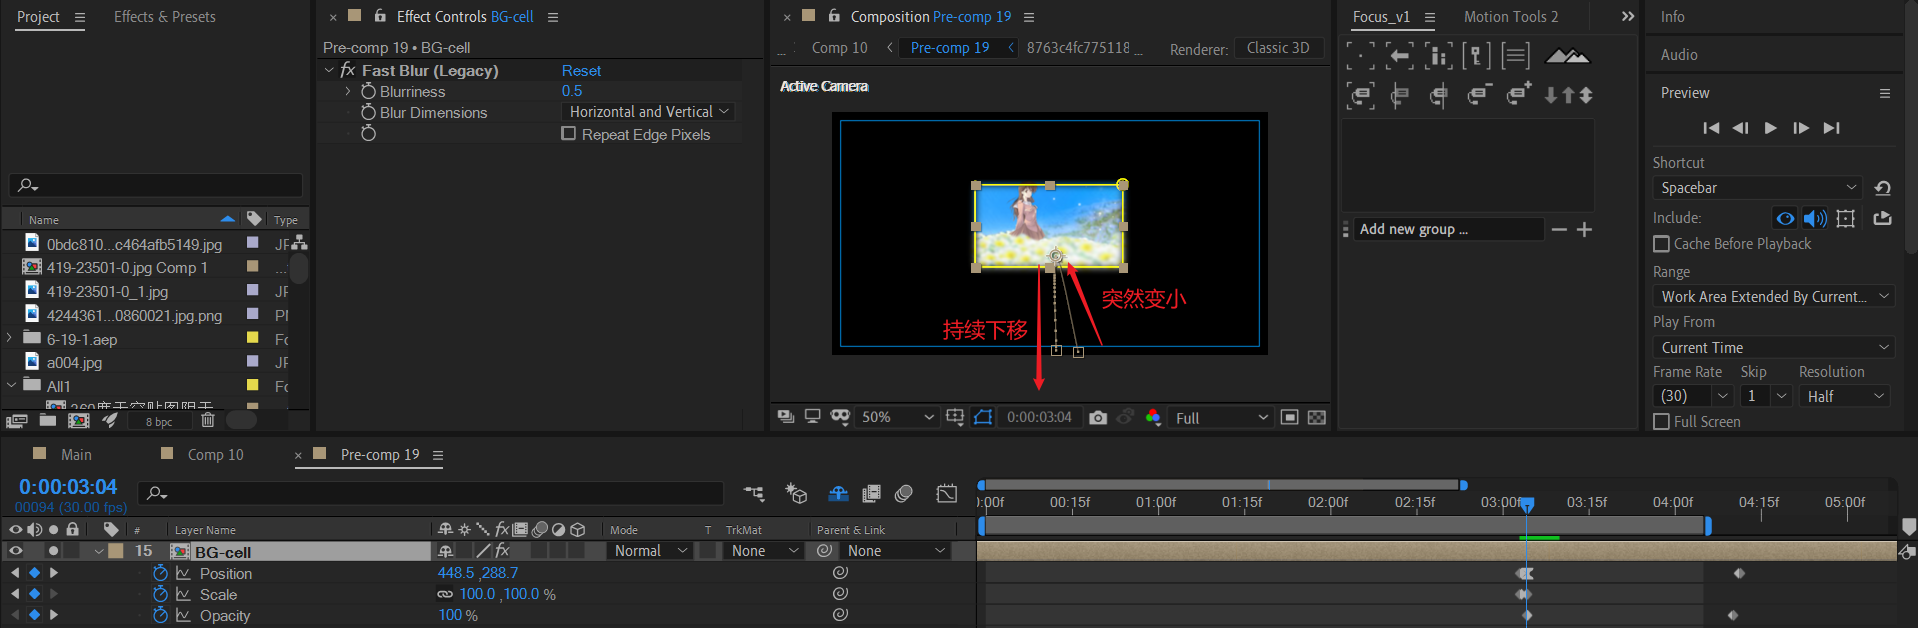 Project
Effects & Presets
Effect Controls BG-cell
Composition Pre-comp 19
Focus_v1
Motion Tools 2
Info
Pre-comp 19 • BG-cell
... Comp 10 Pre-comp 19 8763c4fc775118 ...
Renderer: Classic 3D
Audio
Fast Blur (Legacy) Reset
Blurriness 0.5
Blur Dimensions Horizontal and Vertical
Repeat Edge Pixels
Active Camera
Preview
Shortcut
Spacebar
Include:
Cache Before Playback
Range
Work Area Extended By Current...
Play From
Current Time
Frame Rate Skip Resolution
(30) 1 Half
Full Screen
Add new group ...
突然变小
持续下移
Name Type
0bdc810...c464afb5149.jpg JP
419-23501-0.jpg Comp 1 ...
419-23501-0_1.jpg JF
4244361...0860021.jpg.png
6-19-1.aep Fo
a004.jpg JF
All1 Fo
8 bpc
50% 0:00:03:04 Full
Main Comp 10 Pre-comp 19
0:00:03:04
00094 (30.00 fps)
:00f 00:15f 01:00f 01:15f 02:00f 02:15f 03:00f 03:15f 04:00f 04:15f 05:00f
# Layer Name Mode T TrkMat Parent & Link
15 BG-cell Normal None None
Position 448.5 ,288.7
Scale 100.0 ,100.0 %
Opacity 100 %